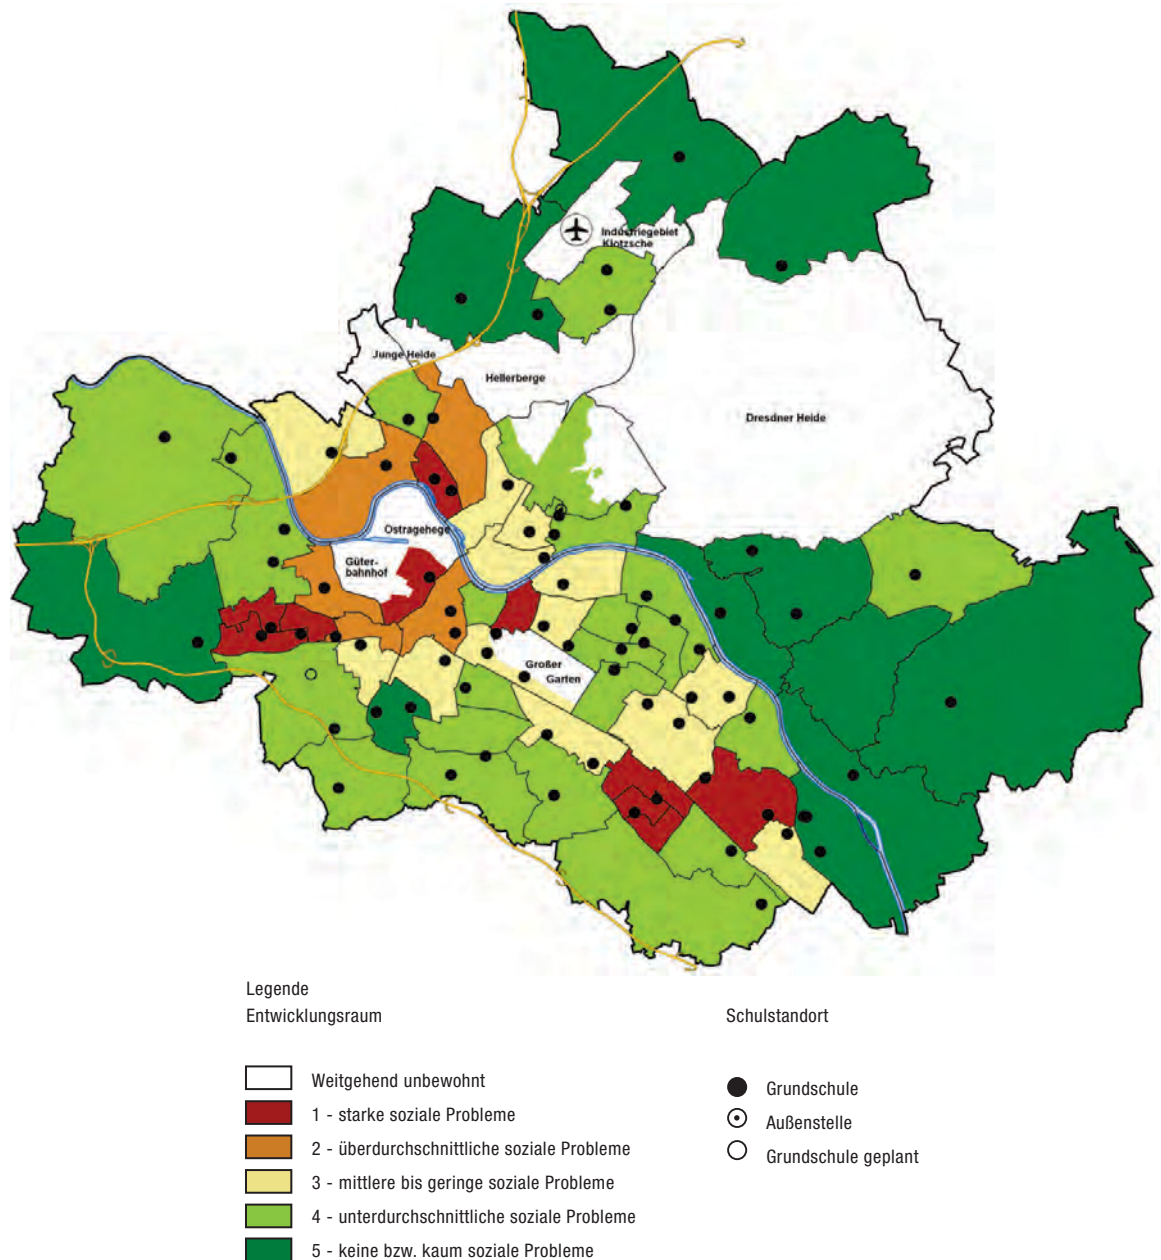 Industriegebiet
Klotzsche
Junge Heide
Hellerberge
Dresdner Heide
Ostragehege
Güter-
bahnhof
Großer
Garten
Legende
Entwicklungsraum
Schulstandort
Weitgehend unbewohnt
1 - starke soziale Probleme
2 - überdurchschnittliche soziale Probleme
3 - mittlere bis geringe soziale Probleme
4 - unterdurchschnittliche soziale Probleme
5 - keine bzw. kaum soziale Probleme
Grundschule
Außenstelle
Grundschule geplant